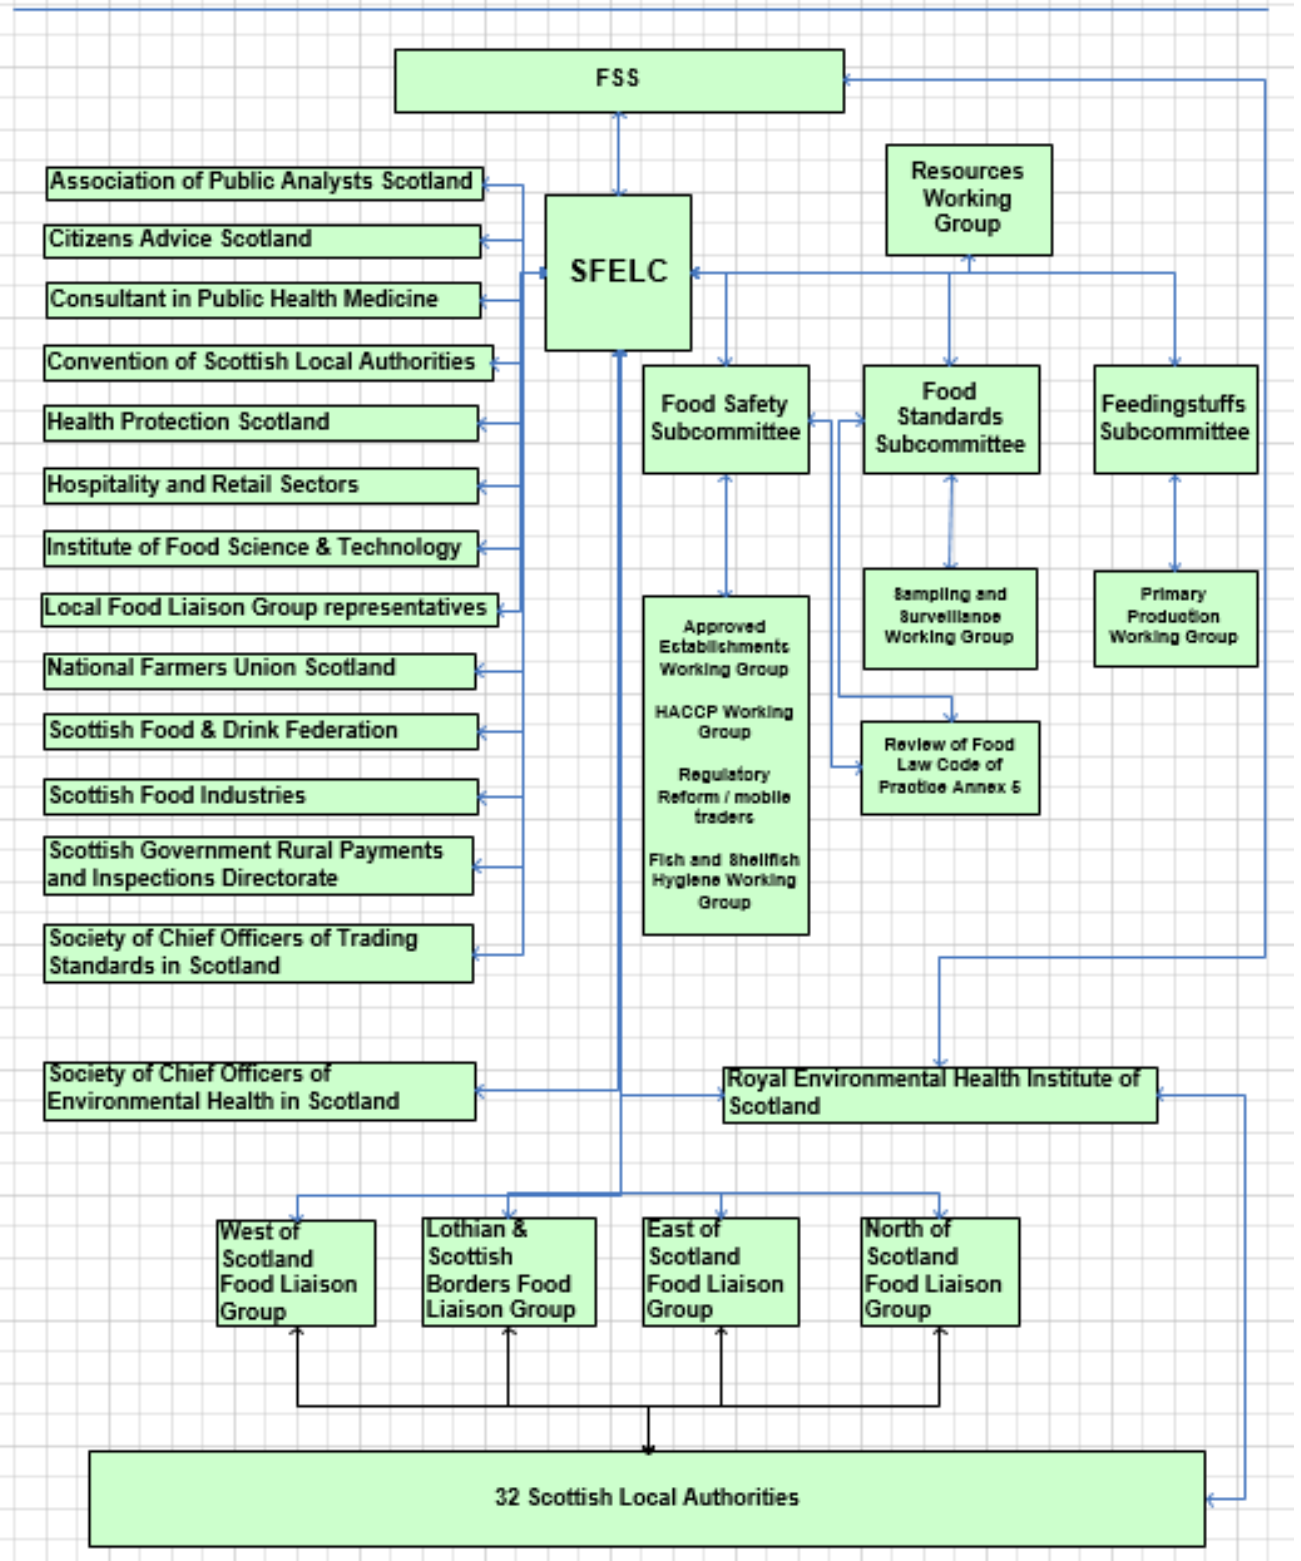 FSS
Resources
Working
Group
Association of Public Analysts Scotland
Citizens Advice Scotland
Consultant in Public Health Medicine
Convention of Scottish Local Authorities
Health Protection Scotland
Hospitality and Retail Sectors
Institute of Food Science & Technology
Local Food Liaison Group representatives
National Farmers Union Scotland
Scottish Food & Drink Federation
Scottish Food Industries
Scottish Government Rural Payments
and Inspections Directorate
Society of Chief Officers of Trading
Standards in Scotland
Society of Chief Officers of
Environmental Health in Scotland
SFELC
Food Safety
Subcommittee
Food
Standards
Subcommittee
Feedingstuffs
Subcommittee
Approved
Establishments
Working Group
HACCP Working
Group
Regulatory
Reform / mobile
traders
Fish and Shellfish
Hygiene Working
Group
Sampling and
Surveillance
Working Group
Primary
Production
Working Group
Review of Food
Law Code of
Practice Annex 5
Royal Environmental Health Institute of
Scotland
West of
Scotland
Food Liaison
Group
Lothian &
Scottish
Borders Food
Liaison Group
East of
Scotland
Food Liaison
Group
North of
Scotland
Food Liaison
Group
32 Scottish Local Authorities